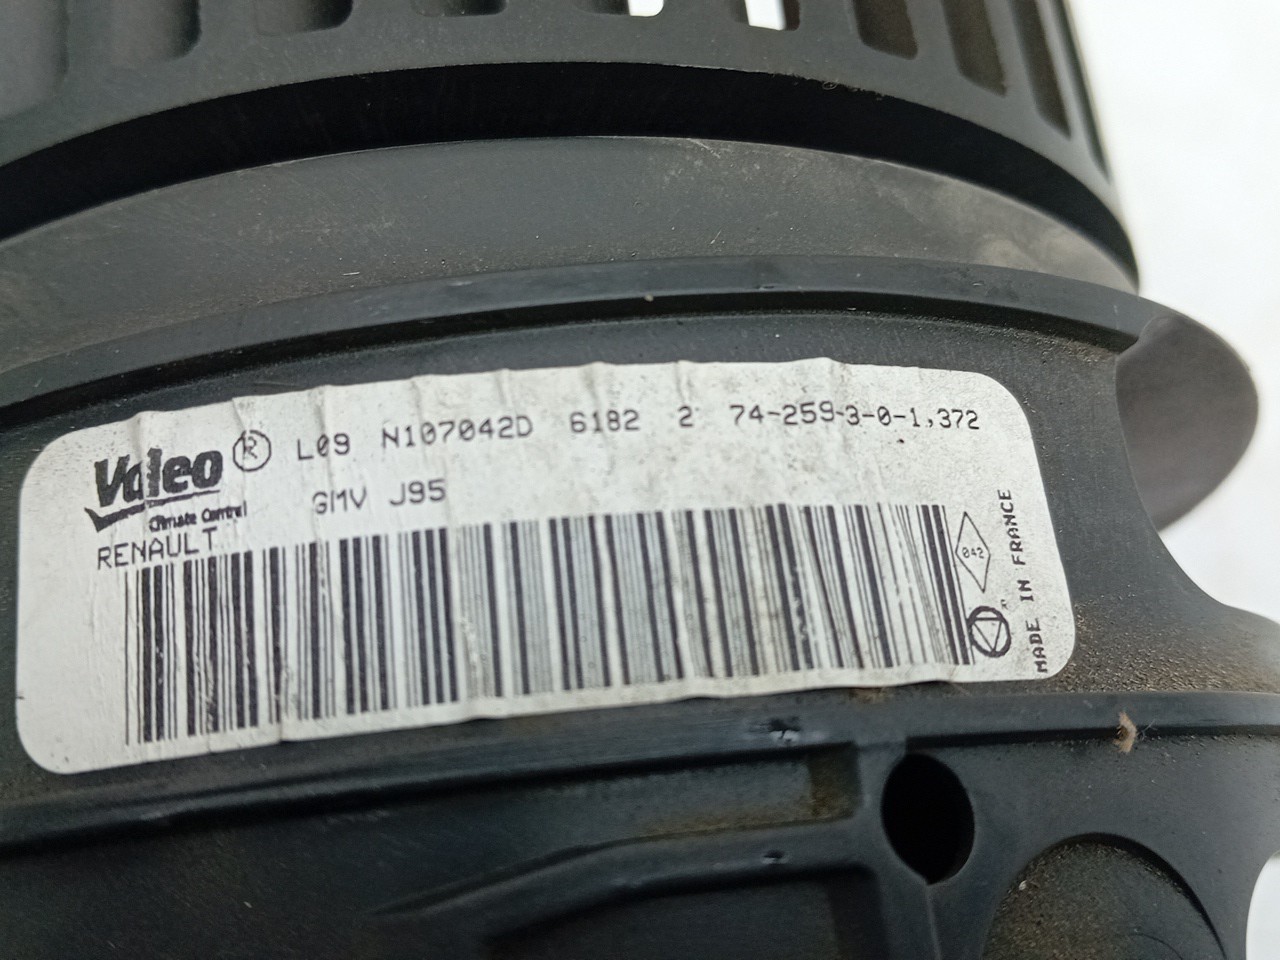 Valeo ® L09 N107042D 6182 2 74-259-3-0-1,372
Climate Control GMV J95
RENAULT
042
MADE IN FRANCE